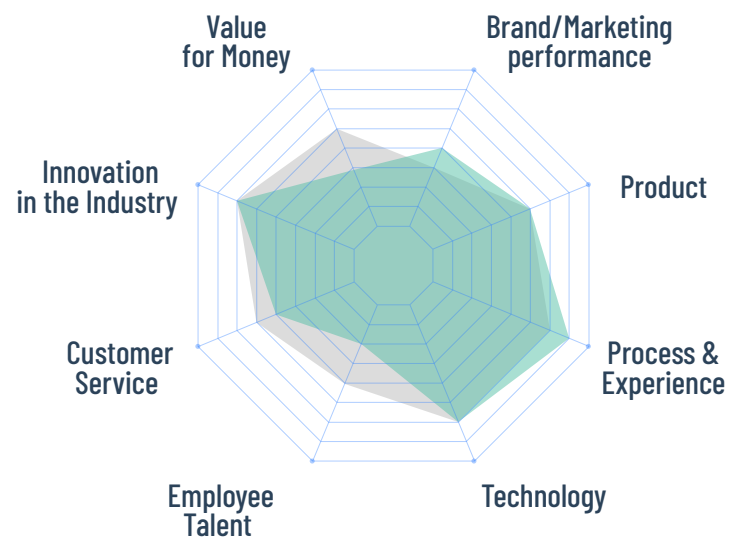 Value
for Money
Brand/Marketing
performance
Innovation
in the Industry
Product
Customer
Service
Process &
Experience
Employee
Talent
Technology